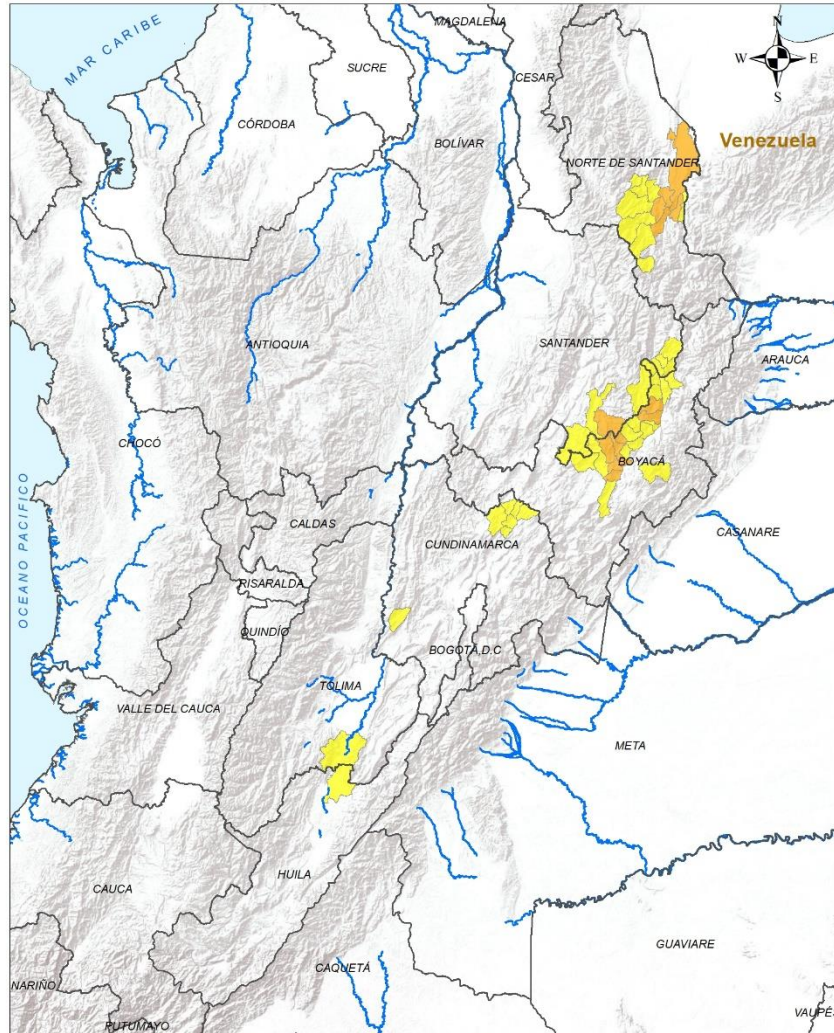 MAGDALENA
MAR CARIBE
N
W
E
S
SUCRE
CESAR
CÓRDOBA
BOLÍVAR
Venezuela
NORTE DE SANTANDER
ANTIOQUIA
SANTANDER
ARAUCA
CHOCÓ
BOYACÁ
CALDAS
CUNDINAMARCA
CASANARE
OCEANO PACIFICO
RISARALDA
QUINDÍO
BOGOTÁ,D.C
TOLIMA
VALLE DEL CAUCA
META
HUILA
CAUCA
GUAVIARE
CAQUETÁ
NARIÑO
VAUPÉ
PUTUMAYO